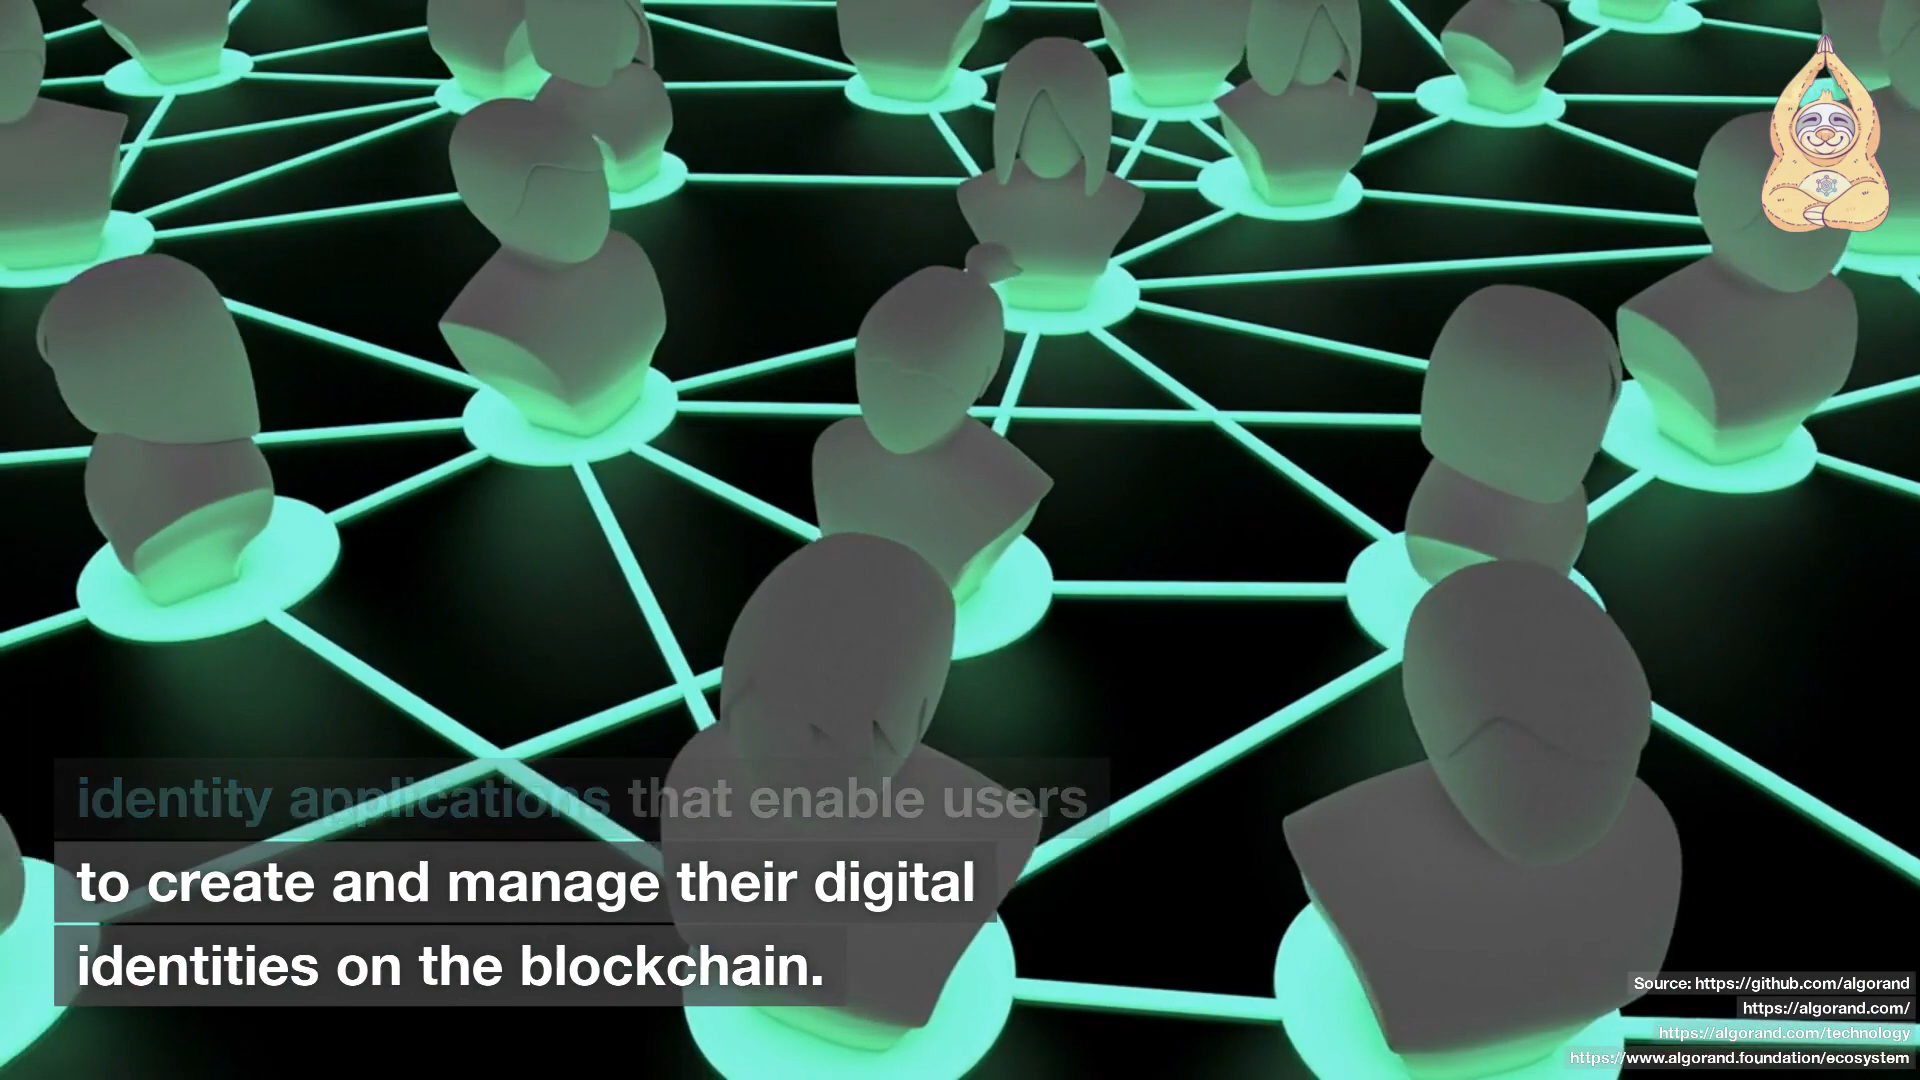 identity applications that enable users
to create and manage their digital
identities on the blockchain.
Source: https://github.com/algorand
https://algorand.com/
https://algorand.com/technology
https://www.algorand.foundation/ecosystem